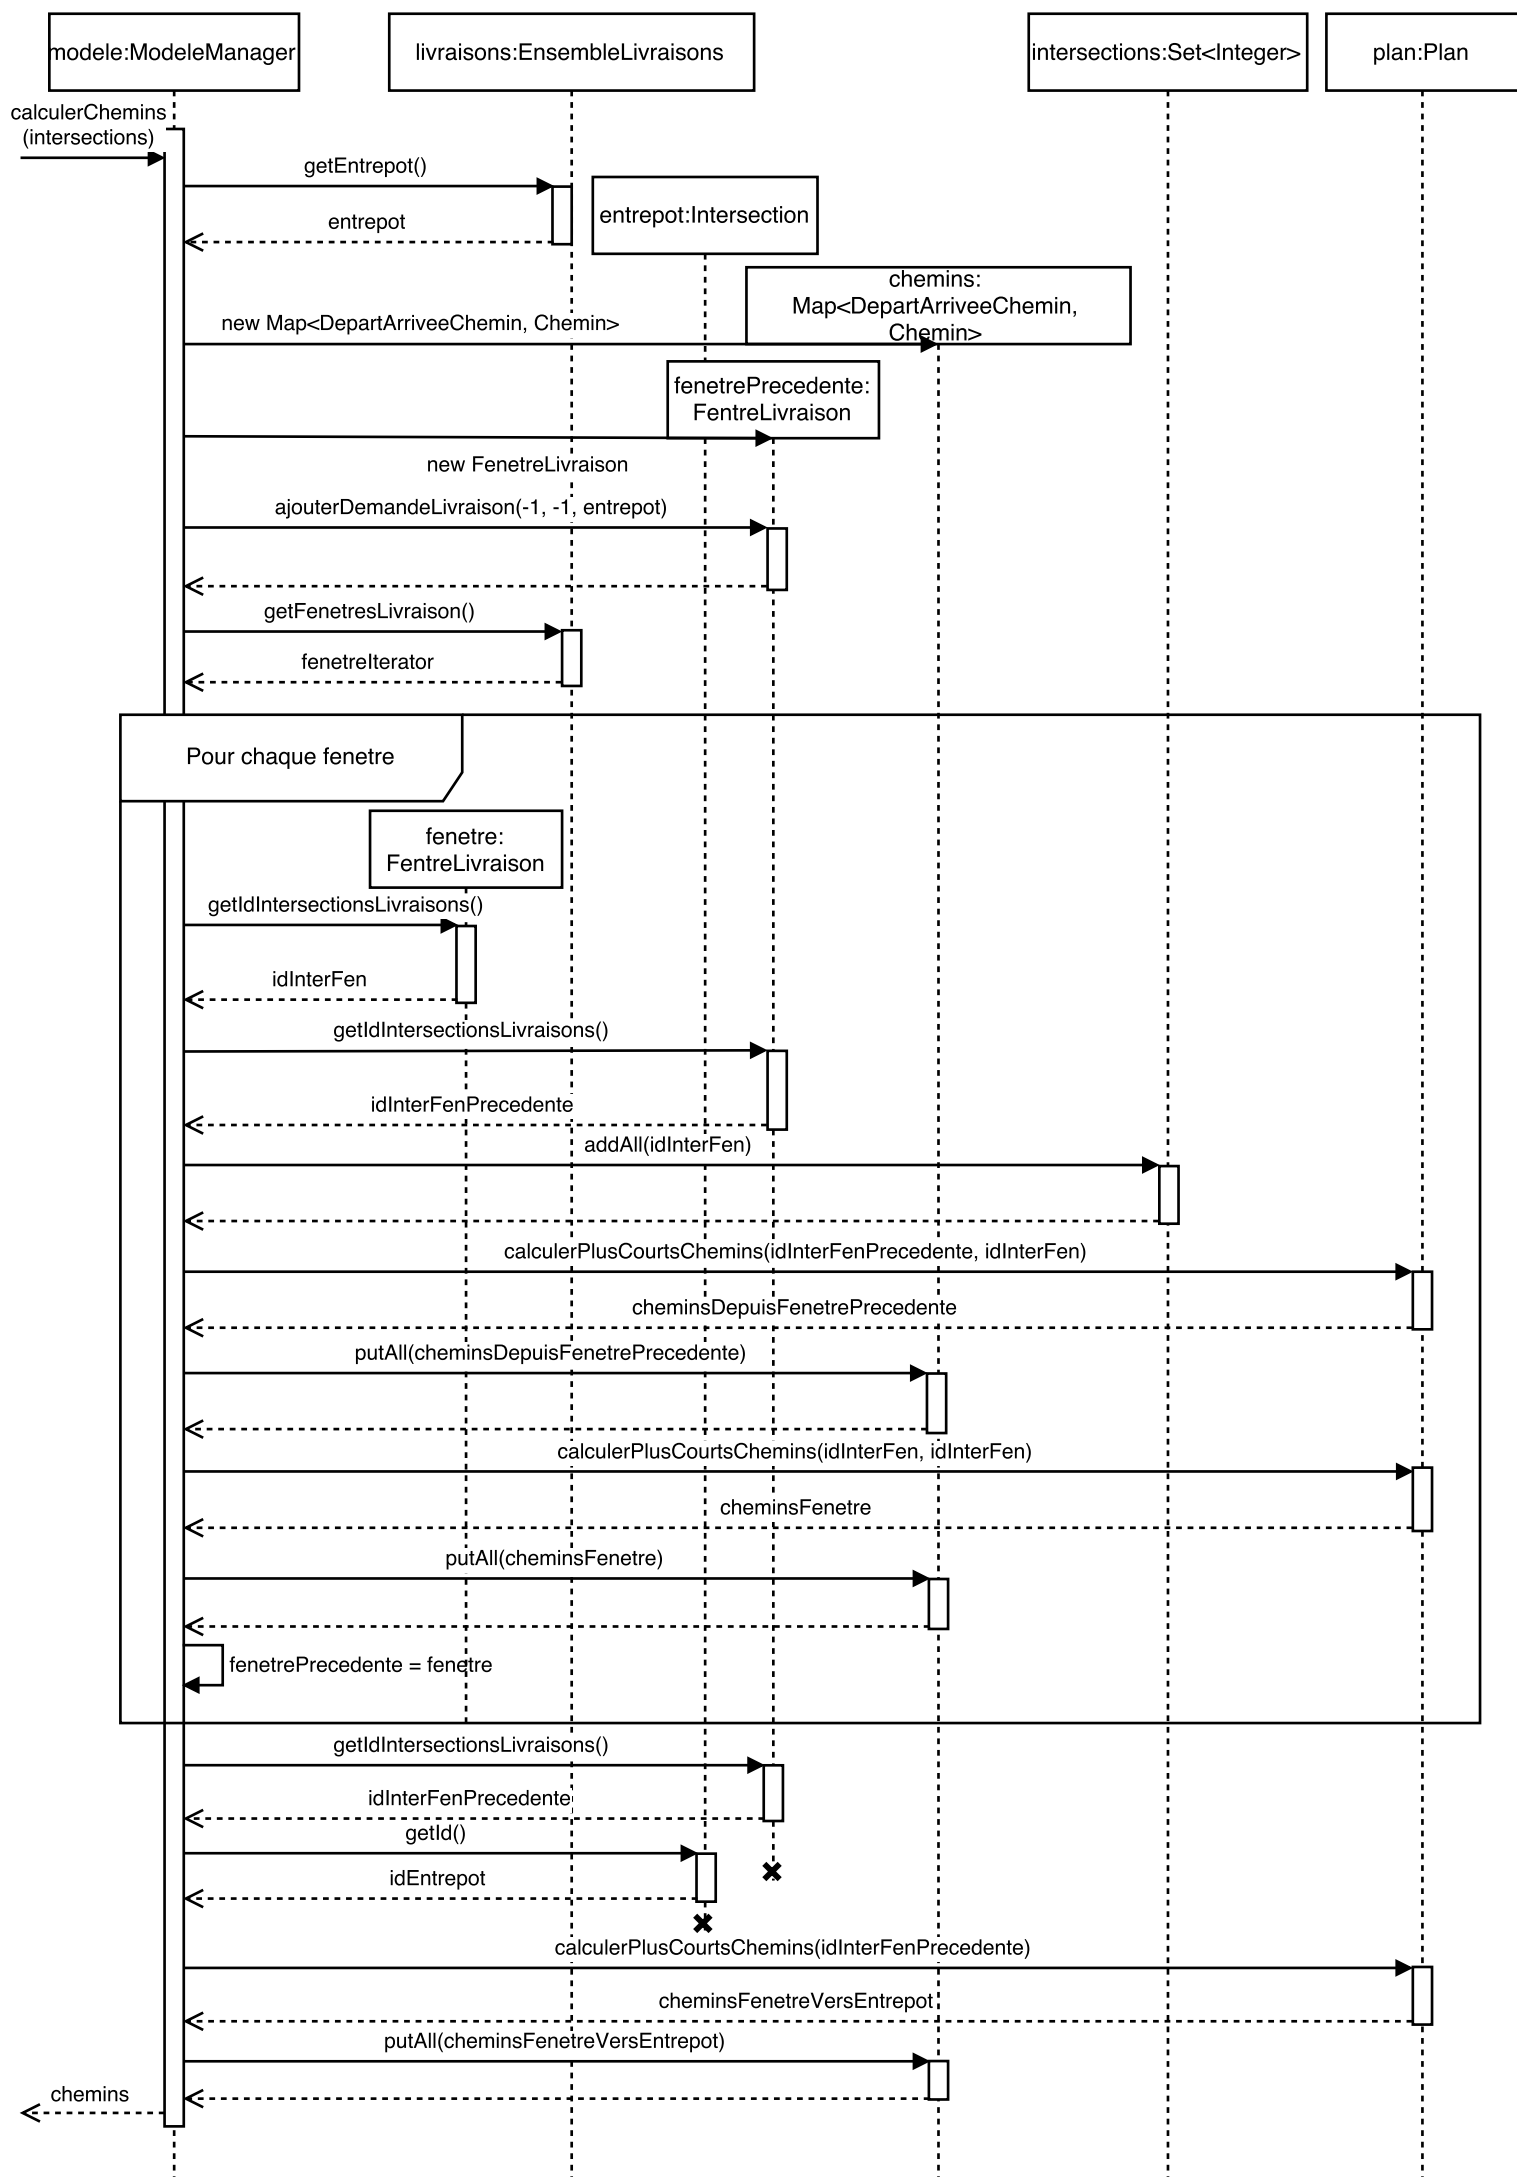 modele:ModeleManager
livraisons:EnsembleLivraisons
intersections:Set<Integer>
plan:Plan
calculerChemins
(intersections)
getEntrepot()
entrepot
entrepot:Intersection
chemins:
Map<DepartArriveeChemin,
Chemin>
new Map<DepartArriveeChemin, Chemin>
fenetrePrecedente:
FentreLivraison
new FenetreLivraison
ajouterDemandeLivraison(-1, -1, entrepot)
getFenetresLivraison()
fenetreIterator
Pour chaque fenetre
fenetre:
FentreLivraison
getIdIntersectionsLivraisons()
idInterFen
getIdIntersectionsLivraisons()
idInterFenPrecedente
addAll(idInterFen)
calculerPlusCourtsChemins(idInterFenPrecedente, idInterFen)
cheminsDepuisFenetrePrecedente
putAll(cheminsDepuisFenetrePrecedente)
calculerPlusCourtsChemins(idInterFen, idInterFen)
cheminsFenetre
putAll(cheminsFenetre)
fenetrePrecedente = fenetre
getIdIntersectionsLivraisons()
idInterFenPrecedente
getId()
idEntrepot
calculerPlusCourtsChemins(idInterFenPrecedente)
cheminsFenetreVersEntrepot
putAll(cheminsFenetreVersEntrepot)
chemins